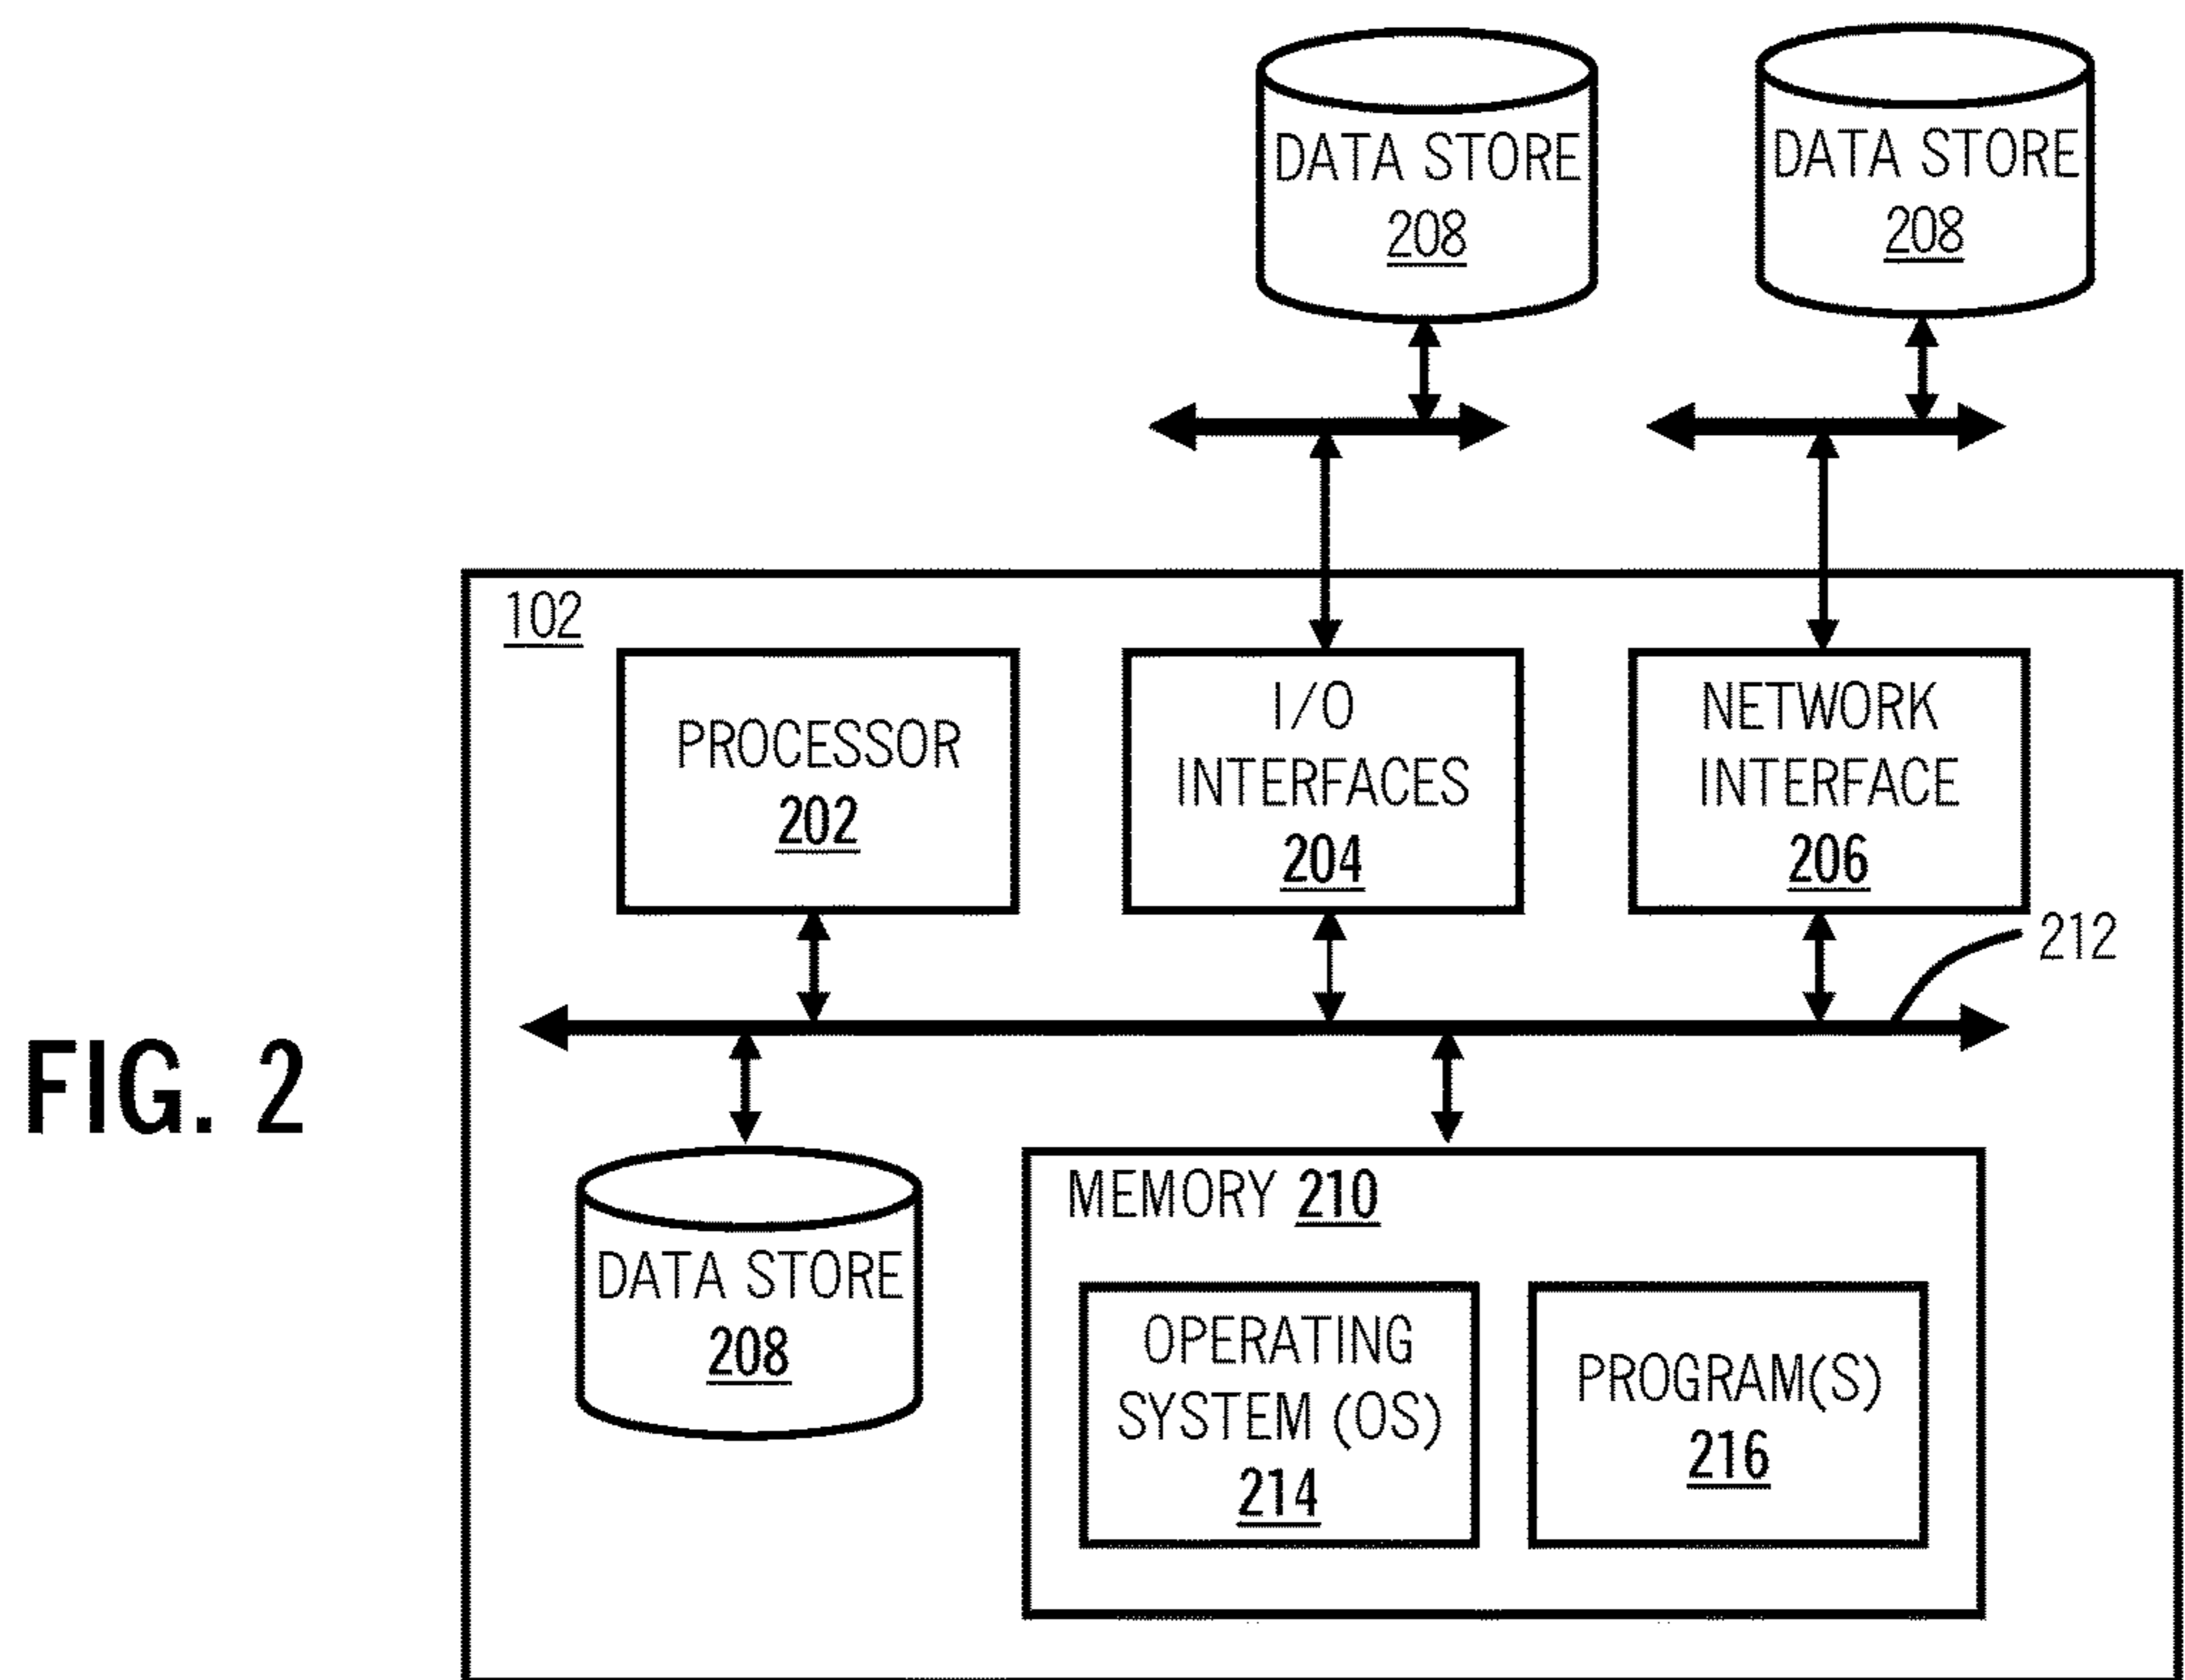 DATA STORE
208
DATA STORE
208
102
PROCESSOR
202
I/O
INTERFACES
204
NETWORK
INTERFACE
206
212
FIG. 2
DATA STORE
208
MEMORY 210
OPERATING
SYSTEM (OS)
214
PROGRAM(S)
216